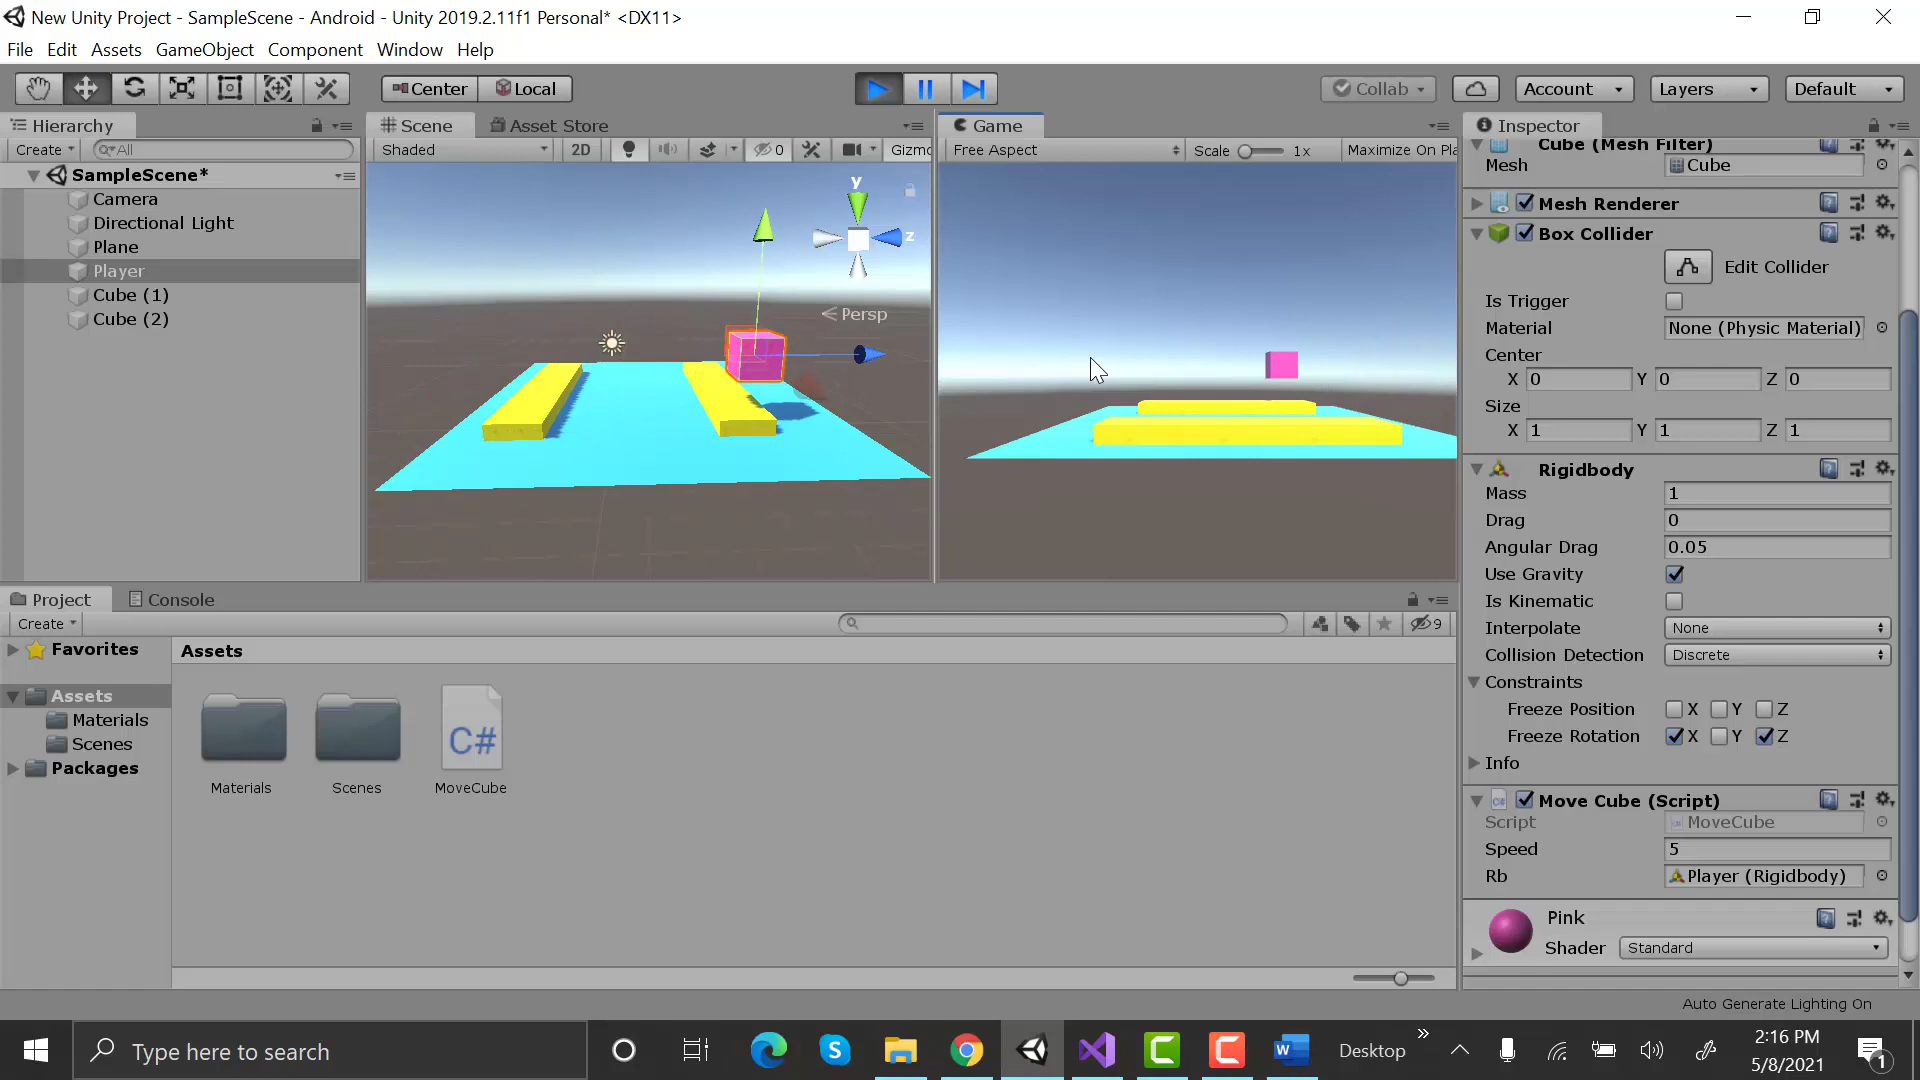 New Unity Project - SampleScene - Android - Unity 2019.2.11f1 Personal* <DX11>
File Edit Assets GameObject Component Window Help
Center Local Collab Account Layers Default
Hierarchy
Create All
SampleScene*
Camera
Directional Light
Plane
Player
Cube (1)
Cube (2)
Scene Asset Store
Shaded 2D 0 Gizmo
y
z
Persp
Game
Free Aspect Scale 1x Maximize On Pla
Inspector
Cube (Mesh Filter)
Mesh Cube
Mesh Renderer
Box Collider
Edit Collider
Is Trigger
Material None (Physic Material)
Center
X 0 Y 0 Z 0
Size
X 1 Y 1 Z 1
Rigidbody
Mass 1
Drag 0
Angular Drag 0.05
Use Gravity
Is Kinematic
Interpolate None
Collision Detection Discrete
Constraints
Freeze Position X Y Z
Freeze Rotation X Y Z
Info
Move Cube (Script)
Script MoveCube
Speed 5
Rb Player (Rigidbody)
Pink
Shader Standard
Project Console
Create 9
Favorites
Assets
Materials
Scenes
Packages
Assets
C#
Materials Scenes MoveCube
Auto Generate Lighting On
Type here to search
Desktop
2:16 PM
5/8/2021
1